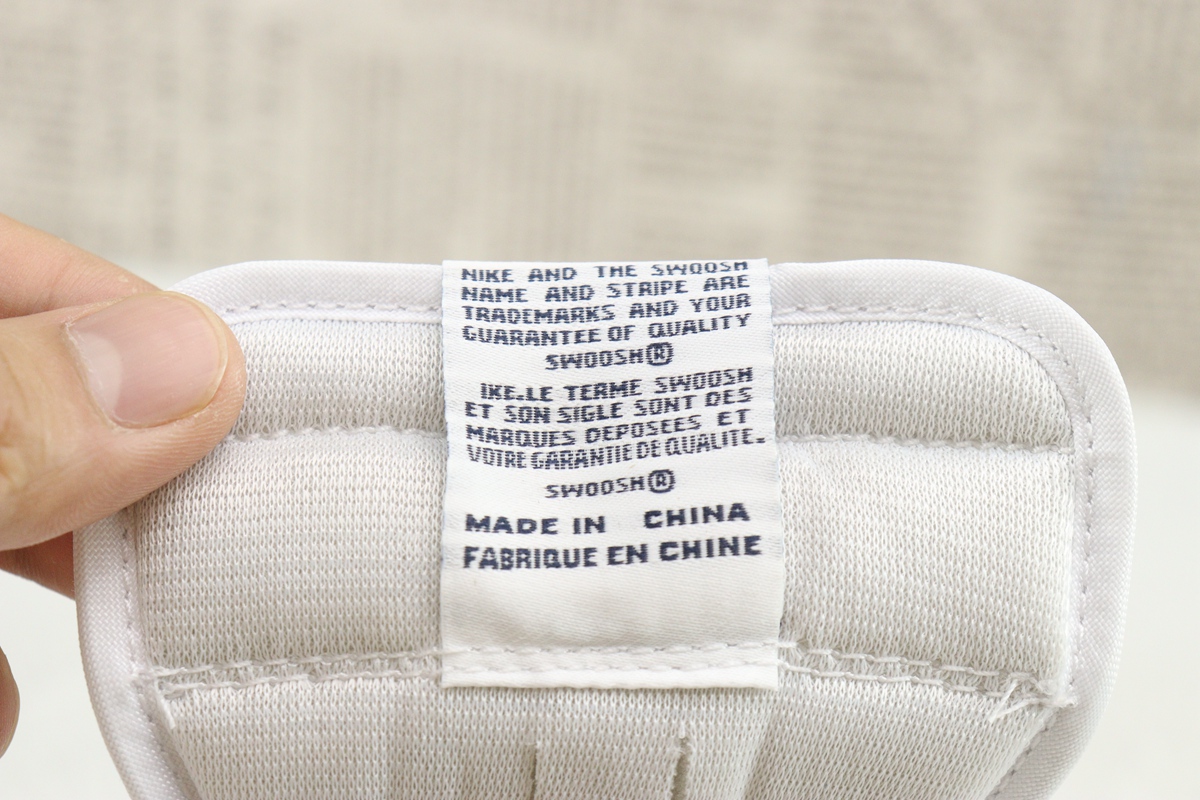 NIKE AND THE SWOOSH
NAME AND STRIPE ARE
TRADEMARKS AND YOUR
GUARANTEE OF QUALITY
SWOOSH®
IKE.LE TERME SWOOSH
ET SON SIGLE SONT DES
MARQUES DEPOSEES ET
VOTRE GARANTIE DE QUALITE.
SWOOSH®
MADE IN CHINA
FABRIQUE EN CHINE